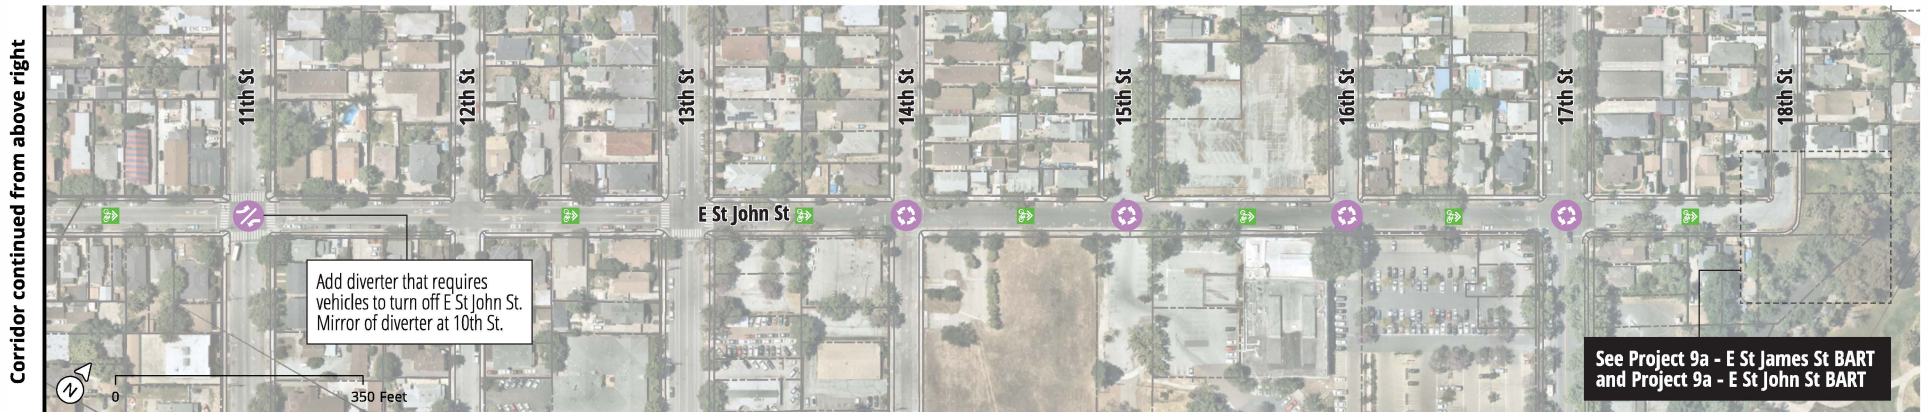 Corridor continued from above right
11th St
12th St
13th St
14th St
15th St
16th St
17th St
18th St
E St John St
Add diverter that requires
vehicles to turn off E St John St.
Mirror of diverter at 10th St.
N
0
350 Feet
See Project 9a - E St James St BART
and Project 9a - E St John St BART